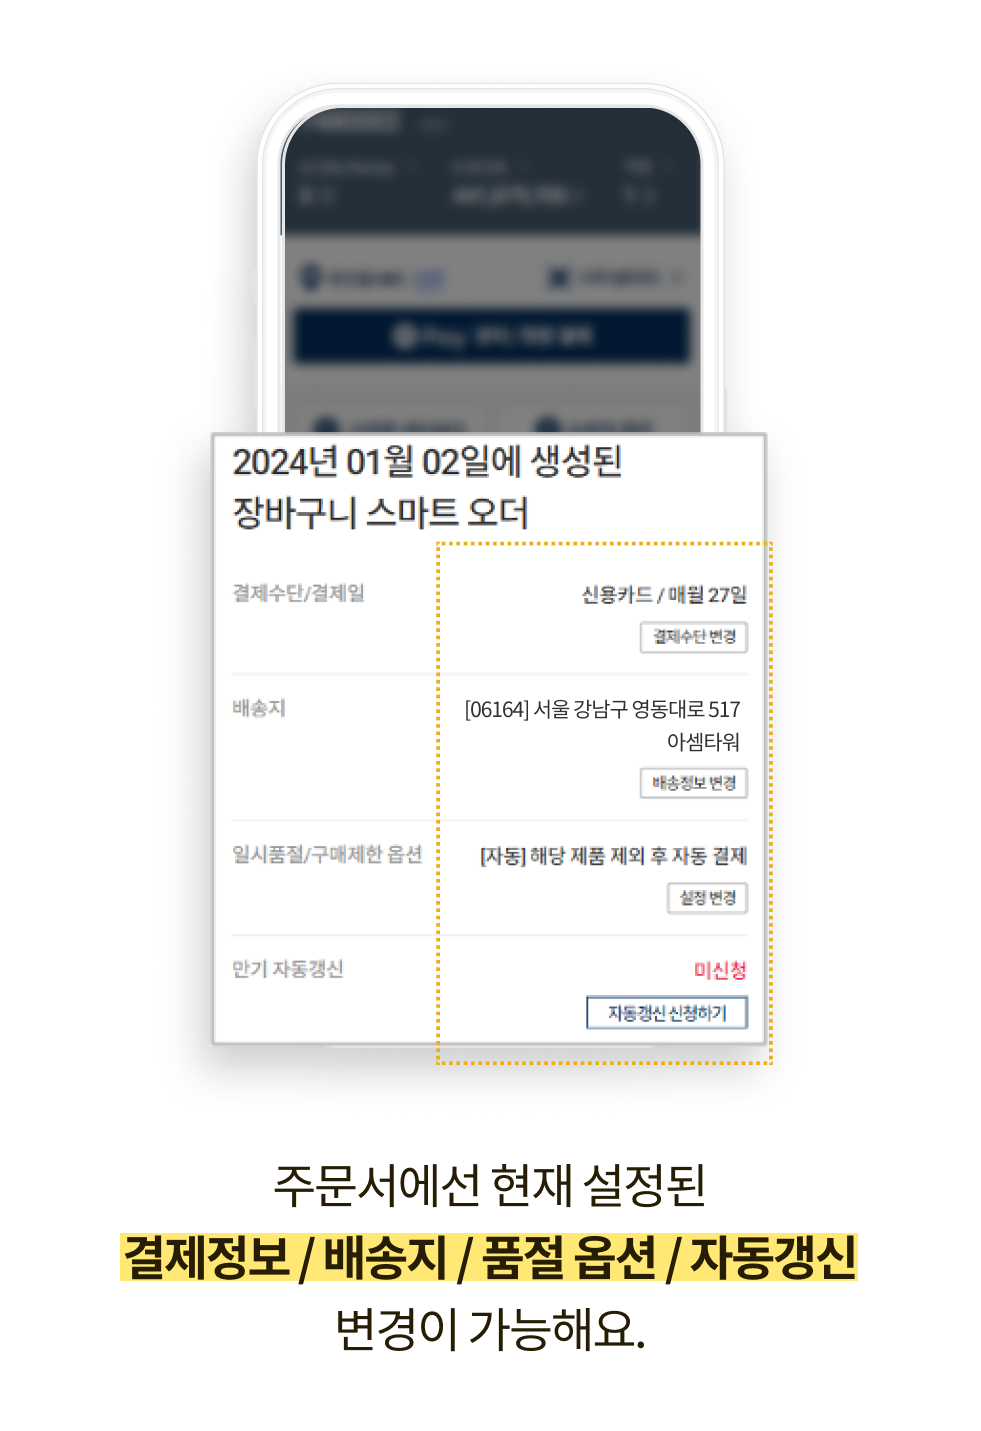 2024년 01월 02일에 생성된
장바구니 스마트 오더
결제수단/결제일
신용카드 / 매월 27일
결제수단 변경
배송지
[06164] 서울 강남구 영동대로 517
아셈타워
배송정보 변경
일시품절/구매제한 옵션
[자동] 해당 제품 제외 후 자동 결제
설정 변경
만기 자동갱신
미신청
자동갱신 신청하기
주문서에선 현재 설정된
결제정보 / 배송지 / 품절 옵션 / 자동갱신
변경이 가능해요.